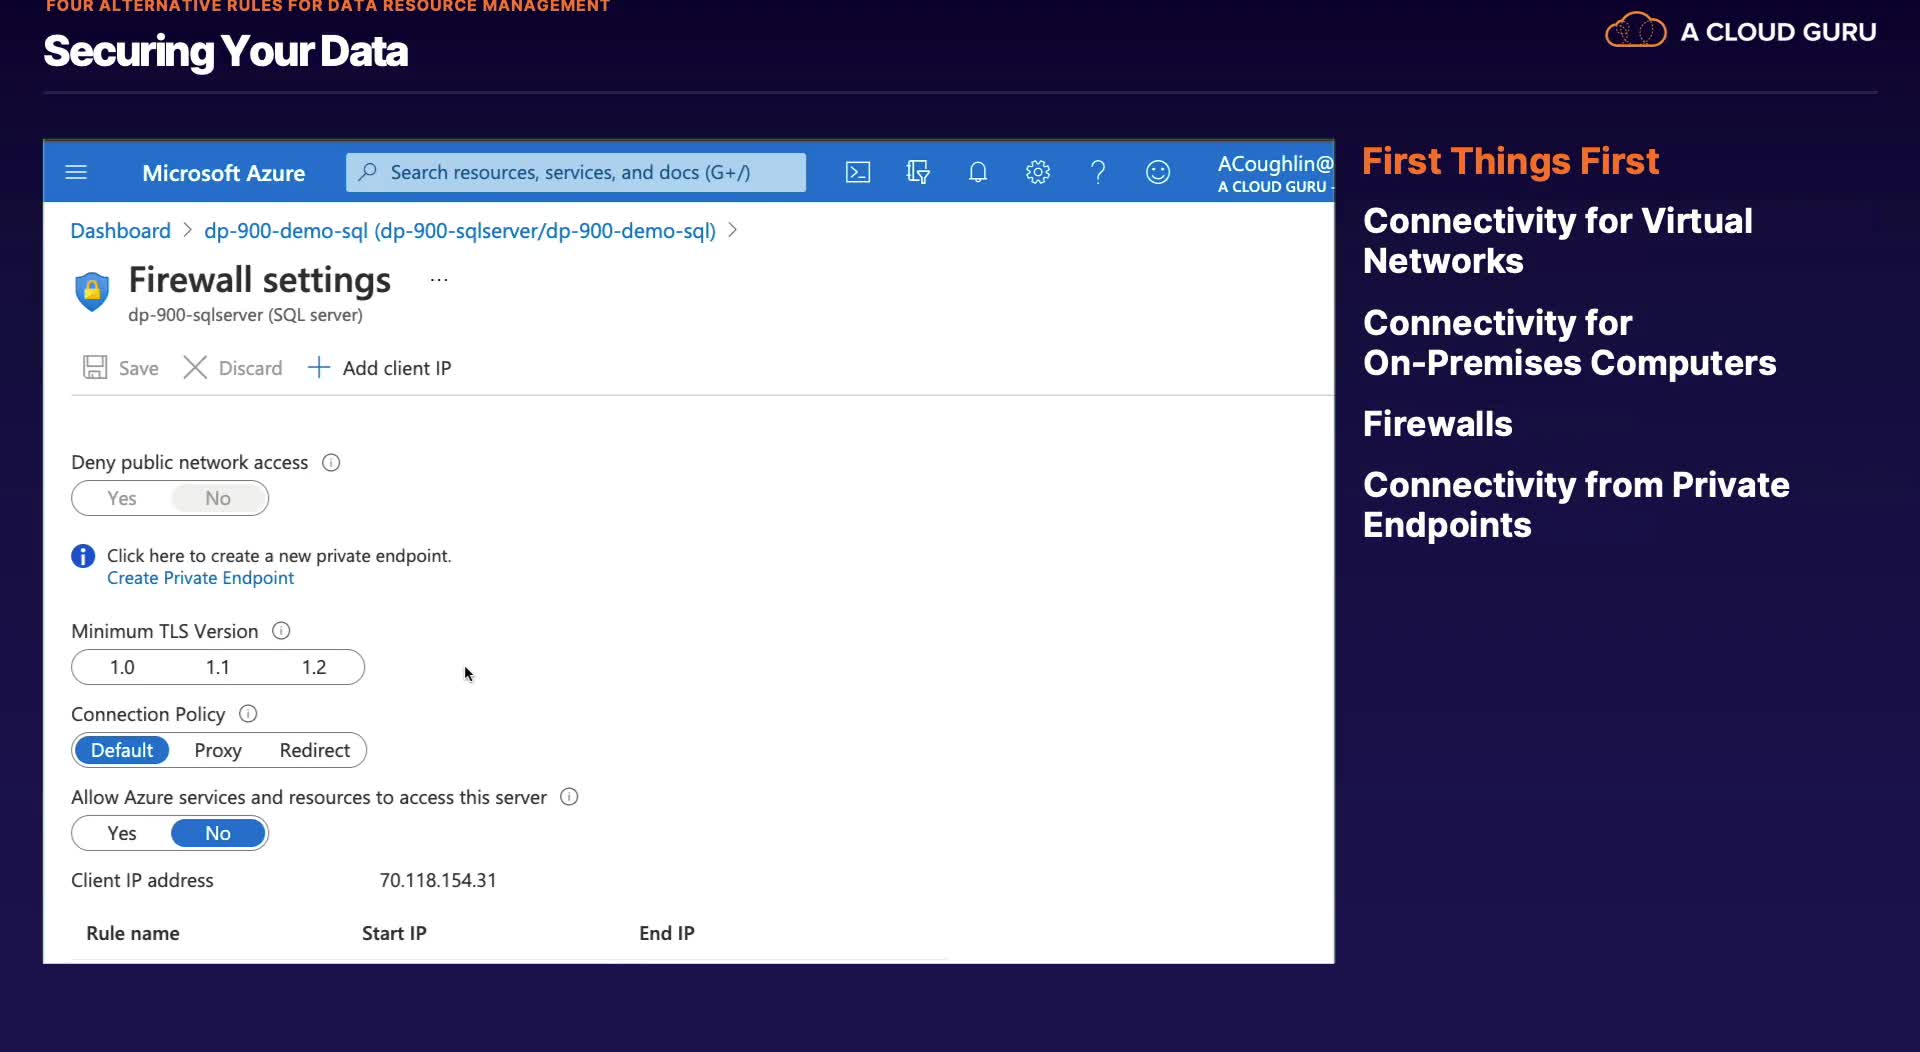 FOUR ALTERNATIVE RULES FOR DATA RESOURCE MANAGEMENT
Securing Your Data
A CLOUD GURU
Microsoft Azure
Search resources, services, and docs (G+/)
ACoughlin@
A CLOUD GURU -
Dashboard > dp-900-demo-sql (dp-900-sqlserver/dp-900-demo-sql) >
Firewall settings ...
dp-900-sqlserver (SQL server)
Save Discard + Add client IP
Deny public network access
Yes No
Click here to create a new private endpoint.
Create Private Endpoint
Minimum TLS Version
1.0 1.1 1.2
Connection Policy
Default Proxy Redirect
Allow Azure services and resources to access this server
Yes No
Client IP address 70.118.154.31
Rule name Start IP End IP
First Things First
Connectivity for Virtual
Networks
Connectivity for
On-Premises Computers
Firewalls
Connectivity from Private
Endpoints